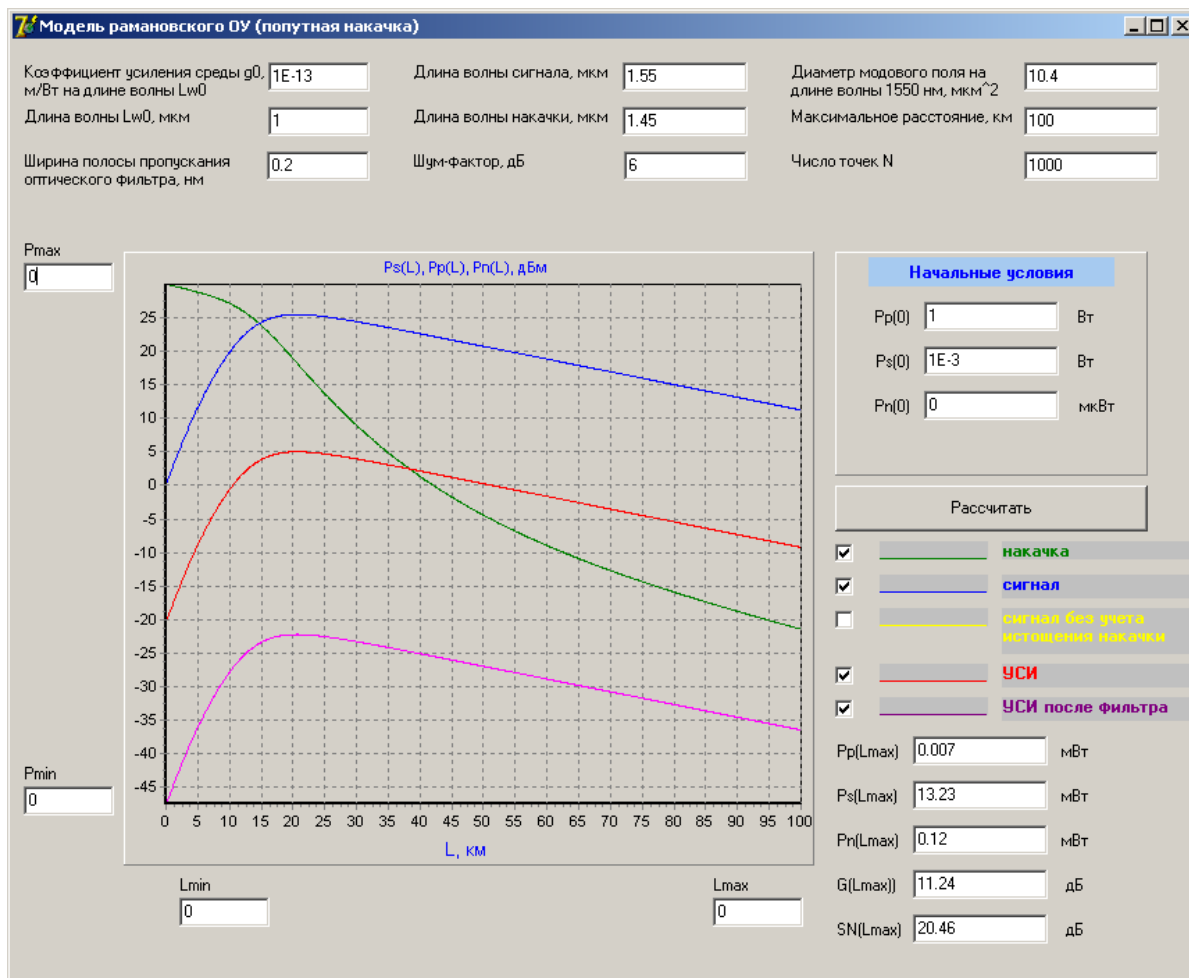 Модель рамановского ОУ (попутная накачка)
Коэффициент усиления среды g0, м/Вт на длине волны Lw0
1E-13
Длина волны сигнала, мкм
1.55
Диаметр модового поля на длине волны 1550 нм, мкм^2
10.4
Длина волны Lw0, мкм
1
Длина волны накачки, мкм
1.45
Максимальное расстояние, км
100
Ширина полосы пропускания оптического фильтра, нм
0.2
Шум-фактор, дБ
6
Число точек N
1000
Pmax
0
Ps(L), Pp(L), Pn(L), дБм
25
20
15
10
5
0
-5
-10
-15
-20
-25
-30
-35
-40
-45
0 5 10 15 20 25 30 35 40 45 50 55 60 65 70 75 80 85 90 95 100
L, км
Pmin
0
Lmin
0
Lmax
0
Начальные условия
Pp(0) 1 Вт
Ps(0) 1E-3 Вт
Pn(0) 0 мкВт
Рассчитать
накачка
сигнал
сигнал без учета
истощения накачки
УСИ
УСИ после фильтра
Pp(Lmax) 0.007 мВт
Ps(Lmax) 13.23 мВт
Pn(Lmax) 0.12 мВт
G(Lmax)) 11.24 дБ
SN(Lmax) 20.46 дБ